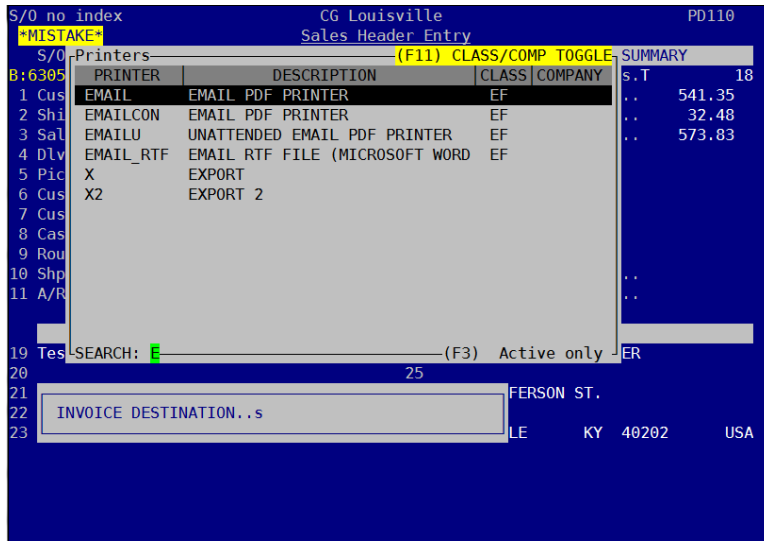 S/O no index CG Louisville PD110
*MISTAKE* Sales Header Entry
S/O Printers (F11) CLASS/COMP TOGGLE SUMMARY
B:6305 PRINTER DESCRIPTION CLASS COMPANY s.T 18
1 Cus EMAIL EMAIL PDF PRINTER EF .. 541.35
2 Shi EMAILCON EMAIL PDF PRINTER EF .. 32.48
3 Sal EMAILU UNATTENDED EMAIL PDF PRINTER EF .. 573.83
4 Dlv EMAIL_RTF EMAIL RTF FILE (MICROSOFT WORD EF
5 Pic X EXPORT
6 Cus X2 EXPORT 2
7 Cus
8 Cas
9 Rou
10 Shp ..
11 A/R ..
19 Tes SEARCH: E (F3) Active only ER
20 25
21 FERSON ST.
22 INVOICE DESTINATION..s
23 LE KY 40202 USA